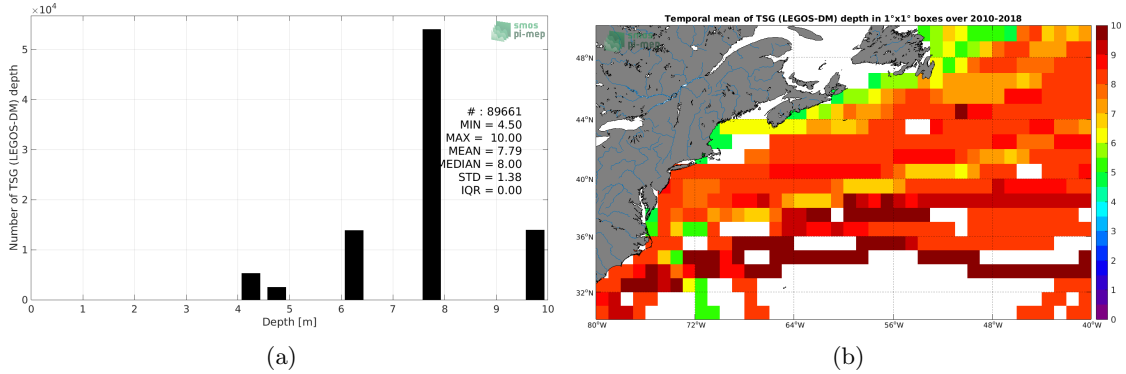 ×10⁴
smos
pi-mep
Number of TSG (LEGOS-DM) depth
5
4
3
2
1
0
# : 89661
MIN = 4.50
MAX = 10.00
MEAN = 7.79
MEDIAN = 8.00
STD = 1.38
IQR = 0.00
0 1 2 3 4 5 6 7 8 9 10
Depth [m]
(a)
Temporal mean of TSG (LEGOS-DM) depth in 1°x1° boxes over 2010-2018
smos
pi-mep
48°N
44°N
40°N
36°N
32°N
80°W 72°W 64°W 56°W 48°W 40°W
10
9
8
7
6
5
4
3
2
1
0
(b)